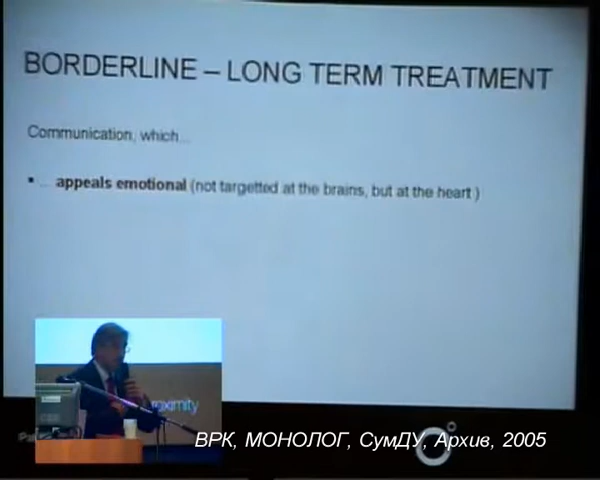 BORDERLINE – LONG TERM TREATMENT
Communication, which...
▪ ... appeals emotional (not targetted at the brains, but at the heart )
ВРК, МОНОЛОГ, СумДУ, Архив, 2005